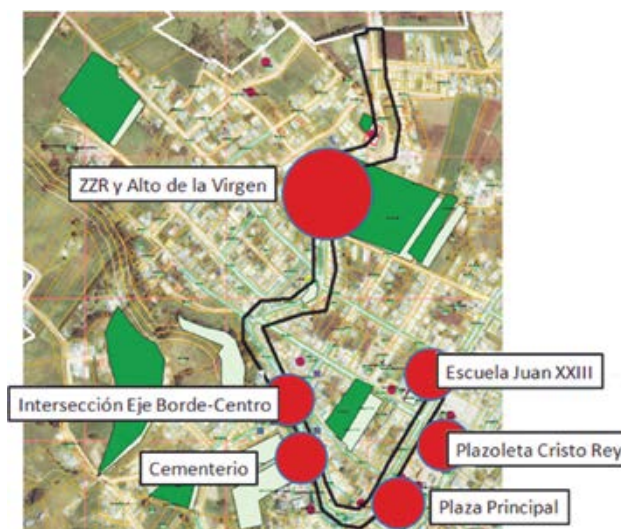 ZZR y Alto de la Virgen
Escuela Juan XXIII
Intersección Eje Borde-Centro
Plazoleta Cristo Rey
Cementerio
Plaza Principal